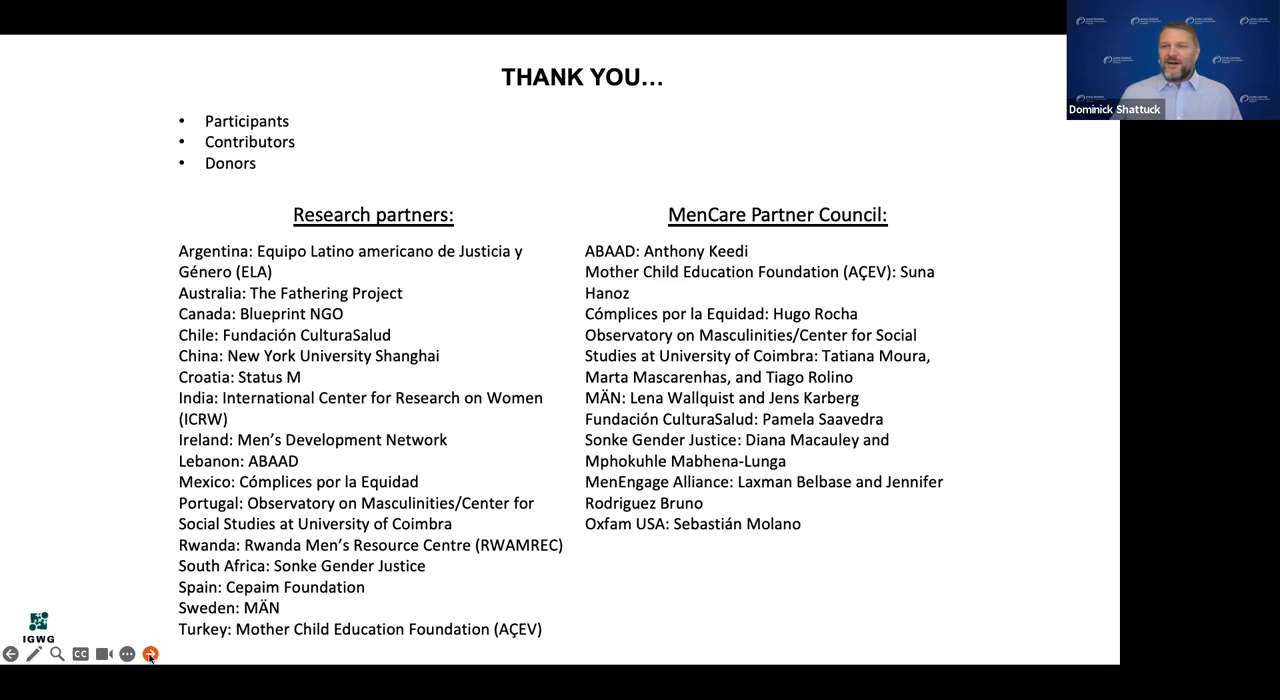 THANK YOU...
• Participants
• Contributors
• Donors
Research partners:
Argentina: Equipo Latino americano de Justicia y
Género (ELA)
Australia: The Fathering Project
Canada: Blueprint NGO
Chile: Fundación CulturaSalud
China: New York University Shanghai
Croatia: Status M
India: International Center for Research on Women
(ICRW)
Ireland: Men's Development Network
Lebanon: ABAAD
Mexico: Cómplices por la Equidad
Portugal: Observatory on Masculinities/Center for
Social Studies at University of Coimbra
Rwanda: Rwanda Men's Resource Centre (RWAMREC)
South Africa: Sonke Gender Justice
Spain: Cepaim Foundation
Sweden: MÄN
Turkey: Mother Child Education Foundation (AÇEV)
MenCare Partner Council:
ABAAD: Anthony Keedi
Mother Child Education Foundation (AÇEV): Suna
Hanoz
Cómplices por la Equidad: Hugo Rocha
Observatory on Masculinities/Center for Social
Studies at University of Coimbra: Tatiana Moura,
Marta Mascarenhas, and Tiago Rolino
MÄN: Lena Wallquist and Jens Karberg
Fundación CulturaSalud: Pamela Saavedra
Sonke Gender Justice: Diana Macauley and
Mphokuhle Mabhena-Lunga
MenEngage Alliance: Laxman Belbase and Jennifer
Rodriguez Bruno
Oxfam USA: Sebastián Molano
Dominick Shattuck
IGWG
CC